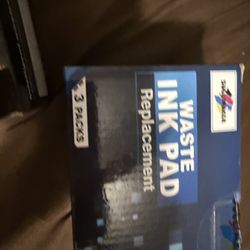 WASTE
INK PAD
Replacement
3 PACKS